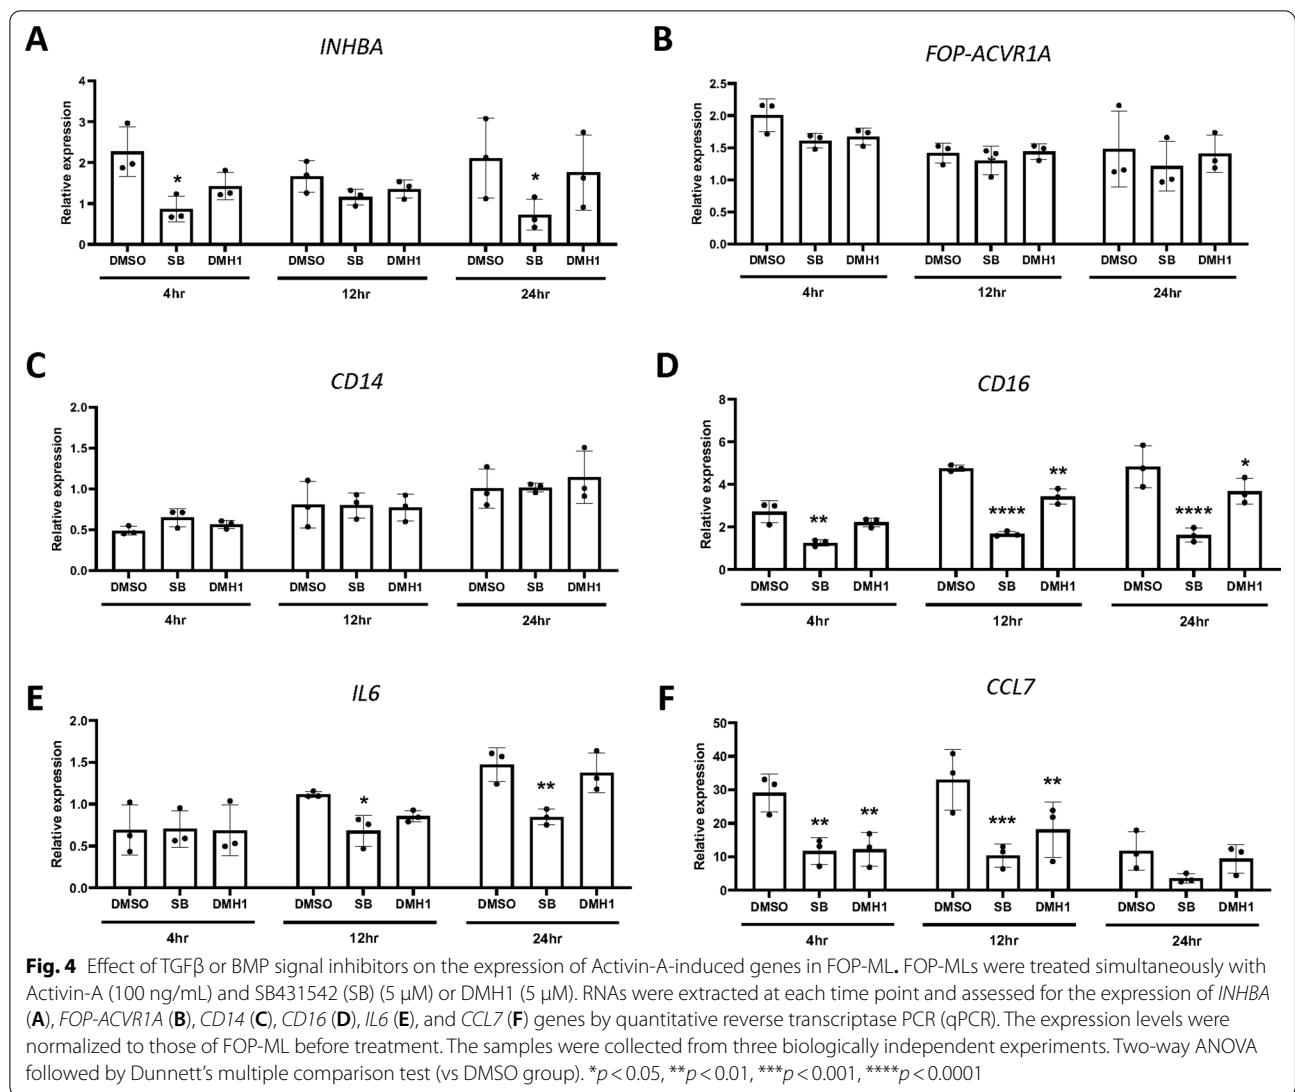 A
INHBA
Relative expression
4
3
2
1
0
*
*
DMSO SB DMH1 DMSO SB DMH1 DMSO SB DMH1
4hr 12hr 24hr
B
FOP-ACVR1A
Relative expression
2.5
2.0
1.5
1.0
0.5
0.0
DMSO SB DMH1 DMSO SB DMH1 DMSO SB DMH1
4hr 12hr 24hr
C
CD14
Relative expression
2.0
1.5
1.0
0.5
0.0
DMSO SB DMH1 DMSO SB DMH1 DMSO SB DMH1
4hr 12hr 24hr
D
CD16
Relative expression
8
6
4
2
0
** **** ** **** *
DMSO SB DMH1 DMSO SB DMH1 DMSO SB DMH1
4hr 12hr 24hr
E
IL6
Relative expression
2.0
1.5
1.0
0.5
0.0
* **
DMSO SB DMH1 DMSO SB DMH1 DMSO SB DMH1
4hr 12hr 24hr
F
CCL7
Relative expression
50
40
30
20
10
0
** ** *** **
DMSO SB DMH1 DMSO SB DMH1 DMSO SB DMH1
4hr 12hr 24hr
Fig. 4 Effect of TGFβ or BMP signal inhibitors on the expression of Activin-A-induced genes in FOP-ML. FOP-MLs were treated simultaneously with
Activin-A (100 ng/mL) and SB431542 (SB) (5 μM) or DMH1 (5 μM). RNAs were extracted at each time point and assessed for the expression of INHBA
(A), FOP-ACVR1A (B), CD14 (C), CD16 (D), IL6 (E), and CCL7 (F) genes by quantitative reverse transcriptase PCR (qPCR). The expression levels were
normalized to those of FOP-ML before treatment. The samples were collected from three biologically independent experiments. Two-way ANOVA
followed by Dunnett's multiple comparison test (vs DMSO group). *p < 0.05, **p < 0.01, ***p < 0.001, ****p < 0.0001